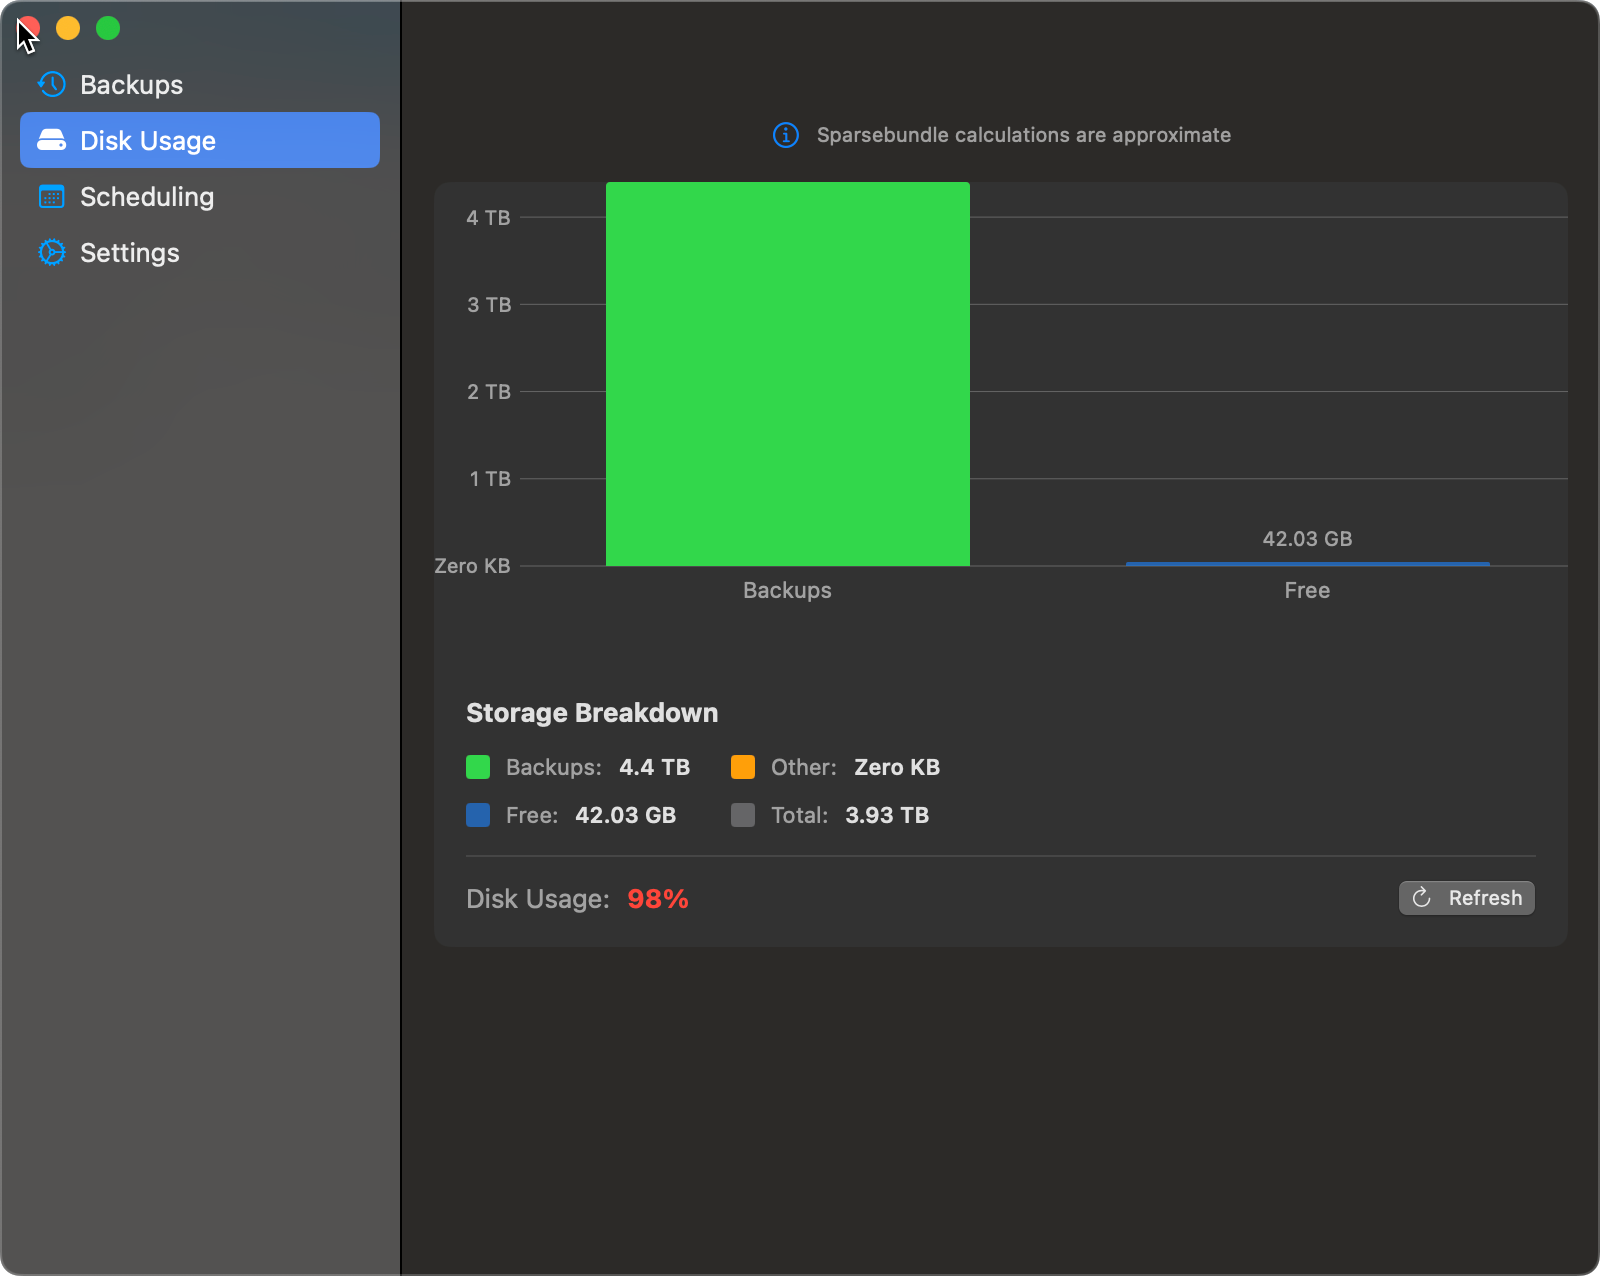 Backups
Disk Usage
Scheduling
Settings
Sparsebundle calculations are approximate
4 TB
3 TB
2 TB
1 TB
Zero KB
42.03 GB
Backups
Free
Storage Breakdown
Backups: 4.4 TB Other: Zero KB
Free: 42.03 GB Total: 3.93 TB
Disk Usage: 98% Refresh